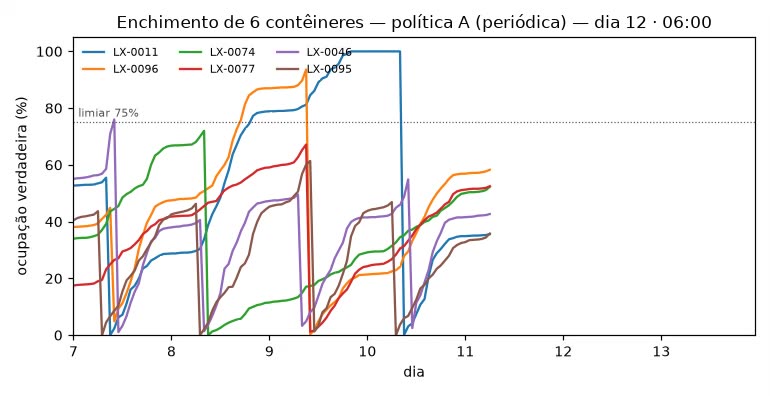 Enchimento de 6 contêineres — política A (periódica) — dia 12 · 06:00
ocupação verdadeira (%)
100
80
60
40
20
0
LX-0011 LX-0074 LX-0046
LX-0096 LX-0077 LX-0095
limiar 75%
7 8 9 10 11 12 13
dia